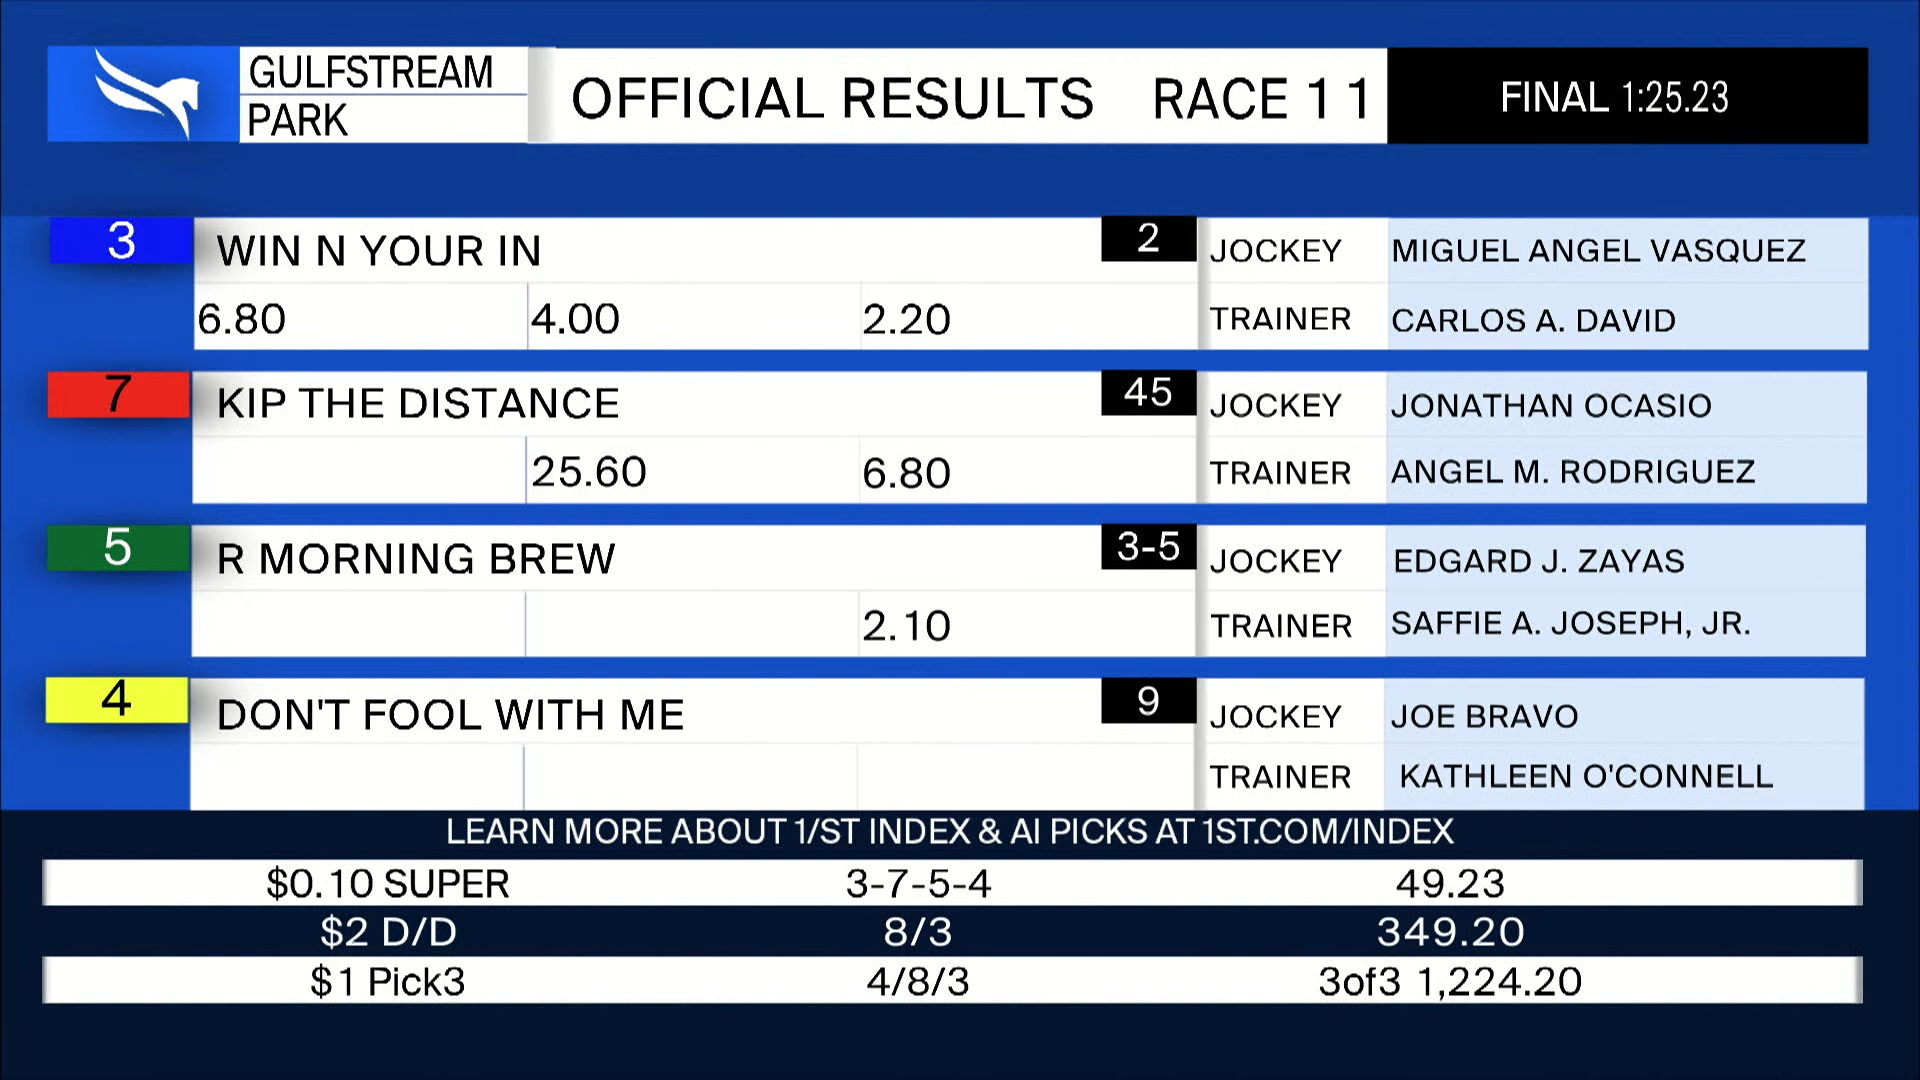 GULFSTREAM
PARK
OFFICIAL RESULTS RACE 11
FINAL 1:25.23
3 WIN N YOUR IN 2 JOCKEY MIGUEL ANGEL VASQUEZ
6.80 4.00 2.20 TRAINER CARLOS A. DAVID
7 KIP THE DISTANCE 45 JOCKEY JONATHAN OCASIO
25.60 6.80 TRAINER ANGEL M. RODRIGUEZ
5 R MORNING BREW 3-5 JOCKEY EDGARD J. ZAYAS
2.10 TRAINER SAFFIE A. JOSEPH, JR.
4 DON'T FOOL WITH ME 9 JOCKEY JOE BRAVO
TRAINER KATHLEEN O'CONNELL
LEARN MORE ABOUT 1/ST INDEX & AI PICKS AT 1ST.COM/INDEX
$0.10 SUPER 3-7-5-4 49.23
$2 D/D 8/3 349.20
$1 Pick3 4/8/3 3of3 1,224.20